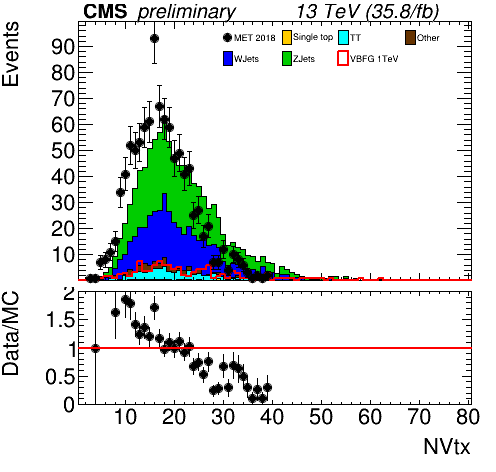 CMS preliminary 13 TeV (35.8/fb)
Events
MET 2018 Single top TT Other
WJets ZJets VBFG 1TeV
90
80
70
60
50
40
30
20
10
Data/MC
2
1.5
1
0.5
0
10 20 30 40 50 60 70 80
NVtx